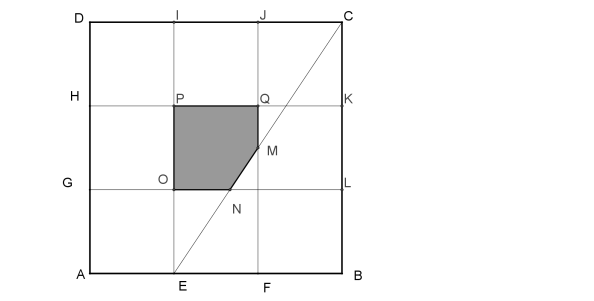 D I J C
H P Q K
M
G O L
N
A E F B